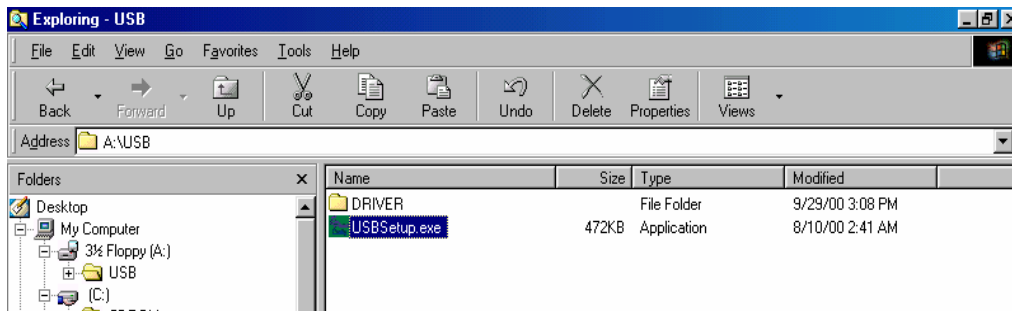 Exploring - USB
File Edit View Go Favorites Tools Help
Back Forward Up Cut Copy Paste Undo Delete Properties Views
Address A:\USB
Folders Name Size Type Modified
Desktop DRIVER File Folder 9/29/00 3:08 PM
My Computer USBSetup.exe 472KB Application 8/10/00 2:41 AM
3½ Floppy (A:)
USB
(C:)